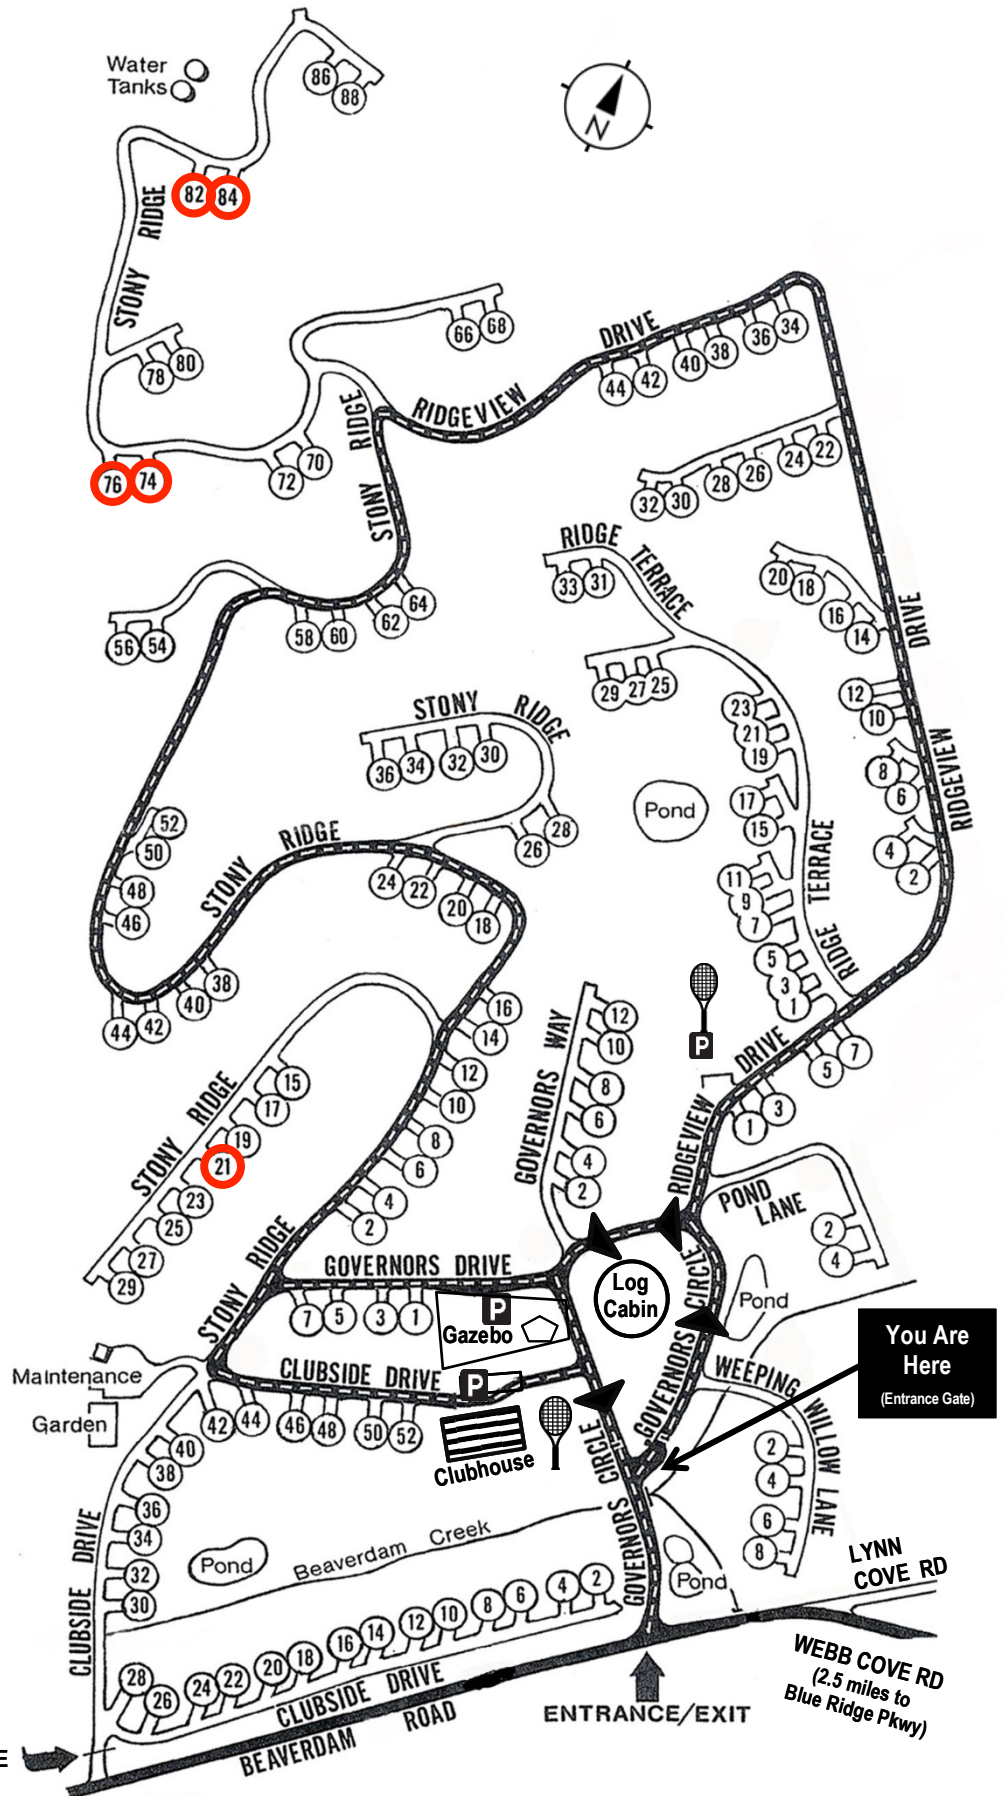 86
88
Water
Tanks
N
82
84
STONY RIDGE
66
68
DRIVE
34
36
38
40
42
44
78
80
RIDGE
RIDGEVIEW
70
72
76
74
STONY
22
24
26
28
30
32
RIDGE
TERRACE
33
31
20
18
16
14
DRIVE
64
62
60
58
56
54
29
27
25
12
10
STONY
RIDGE
23
21
19
36
34
32
30
8
6
RIDGEVIEW
Pond
17
15
52
50
RIDGE
28
26
4
2
TERRACE
STONY
24
22
20
18
11
9
7
48
46
RIDGE
5
3
1
38
40
42
44
16
14
GOVERNORS WAY
12
10
8
6
4
2
P
DRIVE
7
5
12
10
8
6
4
2
15
17
19
21
23
25
27
29
STONY RIDGE
RIDGEVIEW
3
1
POND
LANE
2
4
STONY RIDGE
GOVERNORS DRIVE
7
5
3
1
P
Gazebo
Log
Cabin
GOVERNORS CIRCLE
Pond
You Are
Here
(Entrance Gate)
Maintenance
CLUBSIDE DRIVE
P
WEEPING
WILLOW LANE
Garden
42
44
46
48
50
52
Clubhouse
GOVERNORS CIRCLE
2
4
6
8
40
38
36
34
32
30
CLUBSIDE DRIVE
Pond
Beaverdam Creek
Pond
LYNN
COVE RD
28
26
24
22
20
18
16
14
12
10
8
6
4
2
CLUBSIDE DRIVE
BEAVERDAM ROAD
ENTRANCE/EXIT
WEBB COVE RD
(2.5 miles to
Blue Ridge Pkwy)
E